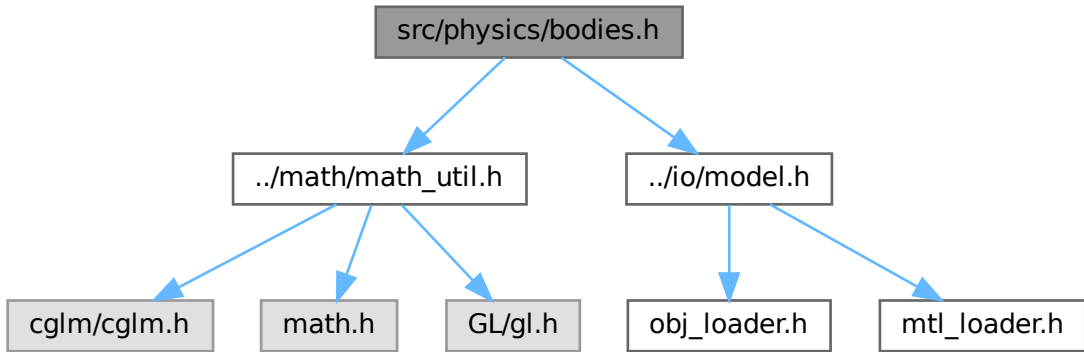 src/physics/bodies.h
../math/math_util.h
../io/model.h
cglm/cglm.h
math.h
GL/gl.h
obj_loader.h
mtl_loader.h